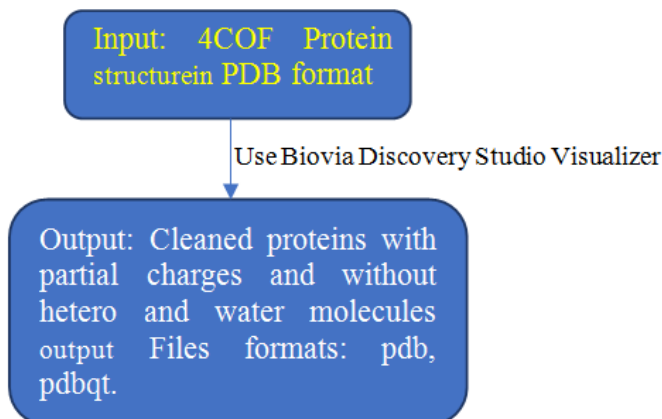 Input: 4COF Protein
structurein PDB format
Use Biovia Discovery Studio Visualizer
Output: Cleaned proteins with
partial charges and without
hetero and water molecules
output Files formats: pdb,
pdbqt.